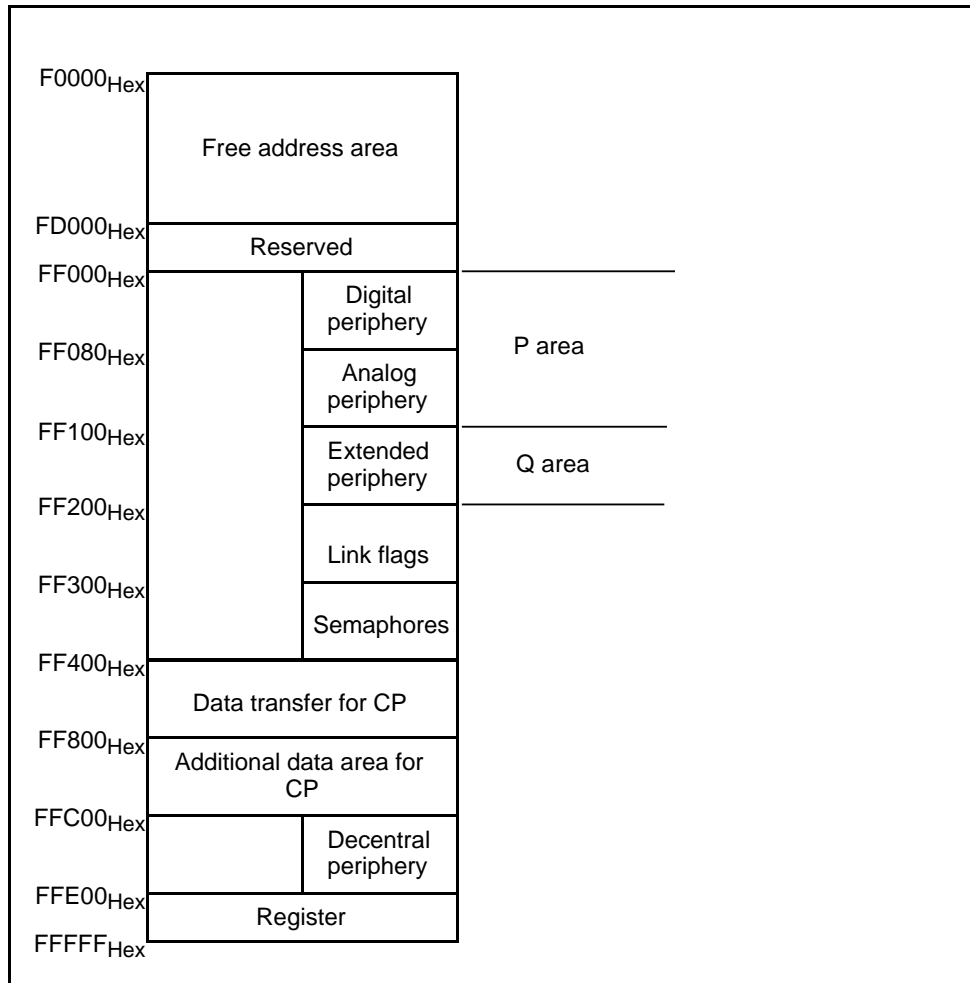 F0000Hex
Free address area
FD000Hex
Reserved
FF000Hex
Digital
periphery
P area
FF080Hex
Analog
periphery
FF100Hex
Extended
periphery
Q area
FF200Hex
Link flags
FF300Hex
Semaphores
FF400Hex
Data transfer for CP
FF800Hex
Additional data area for
CP
FFC00Hex
Decentral
periphery
FFE00Hex
Register
FFFFFHex